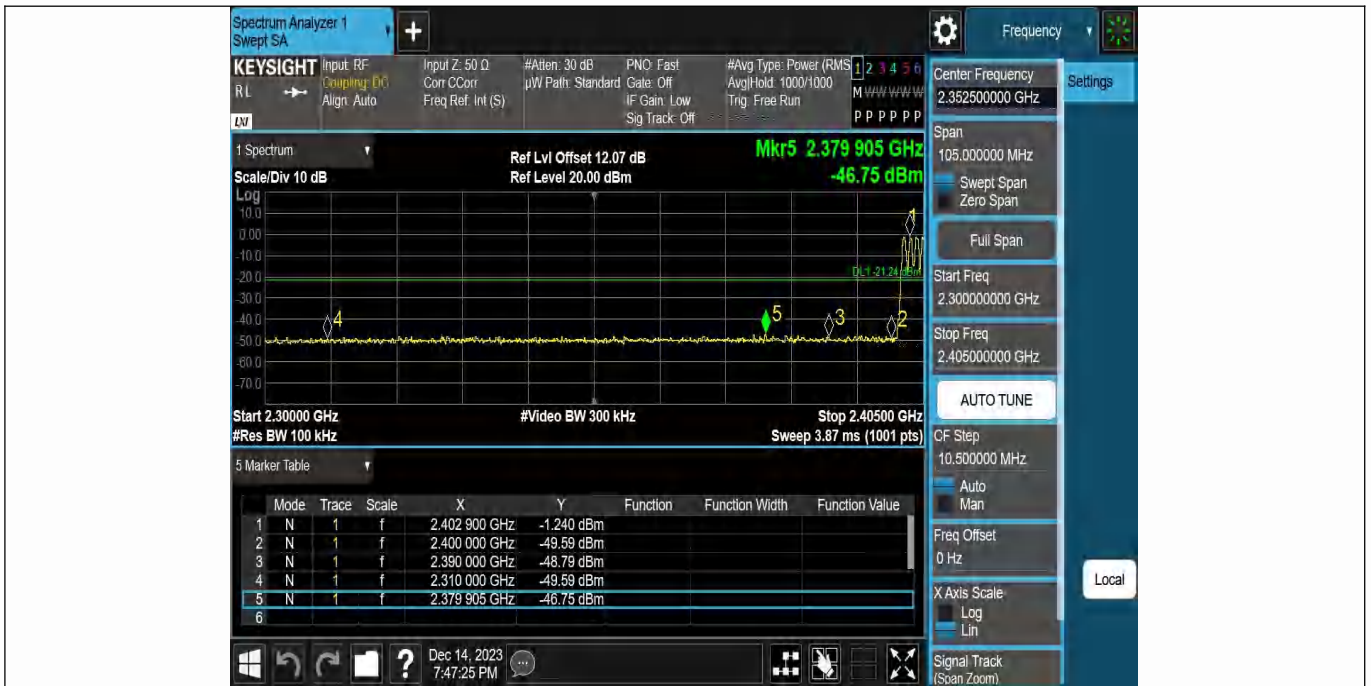 Spectrum Analyzer 1
Swept SA
+
Frequency
KEYSIGHT
RL
LXI
Input: RF
Coupling: DC
Align: Auto
Input Z: 50 Ω
Corr CCorr
Freq Ref: Int (S)
#Atten: 30 dB
µW Path: Standard
PNO: Fast
Gate: Off
IF Gain: Low
Sig Track: Off
#Avg Type: Power (RMS
Avg|Hold: 1000/1000
Trig: Free Run
1 2 3 4 5 6
M W W W W W
P P P P P P
Center Frequency
2.352500000 GHz
Settings
Span
105.000000 MHz
Swept Span
Zero Span
Full Span
Start Freq
2.300000000 GHz
Stop Freq
2.405000000 GHz
AUTO TUNE
CF Step
10.500000 MHz
Auto
Man
Freq Offset
0 Hz
X Axis Scale
Log
Lin
Signal Track
(Span Zoom)
Local
1 Spectrum
Scale/Div 10 dB
Ref Lvl Offset 12.07 dB
Ref Level 20.00 dBm
Mkr5 2.379 905 GHz
-46.75 dBm
Log
10.0
0.00
-10.0
-20.0
-30.0
-40.0
-50.0
-60.0
-70.0
DL1 -21.24 dBm
1
4
5
3
2
Start 2.30000 GHz
#Video BW 300 kHz
Stop 2.40500 GHz
#Res BW 100 kHz
Sweep 3.87 ms (1001 pts)
5 Marker Table
Mode Trace Scale X Y Function Function Width Function Value
1 N 1 f 2.402 900 GHz -1.240 dBm
2 N 1 f 2.400 000 GHz -49.59 dBm
3 N 1 f 2.390 000 GHz -48.79 dBm
4 N 1 f 2.310 000 GHz -49.59 dBm
5 N 1 f 2.379 905 GHz -46.75 dBm
6
?
Dec 14, 2023
7:47:25 PM